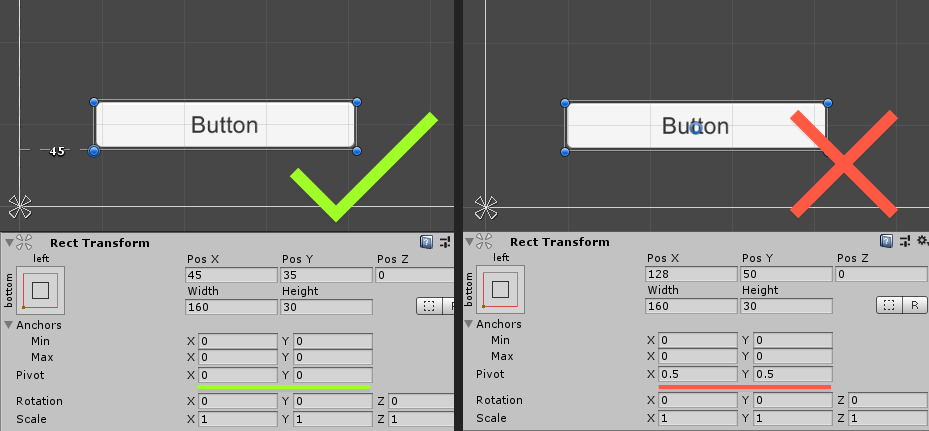 Button
45
Rect Transform
left
bottom
Pos X Pos Y Pos Z
45 35 0
Width Height
160 30 R
Anchors
Min X 0 Y 0
Max X 0 Y 0
Pivot X 0 Y 0
Rotation X 0 Y 0 Z 0
Scale X 1 Y 1 Z 1
Button
Rect Transform
left
bottom
Pos X Pos Y Pos Z
128 50 0
Width Height
160 30 R
Anchors
Min X 0 Y 0
Max X 0 Y 0
Pivot X 0.5 Y 0.5
Rotation X 0 Y 0 Z 0
Scale X 1 Y 1 Z 1